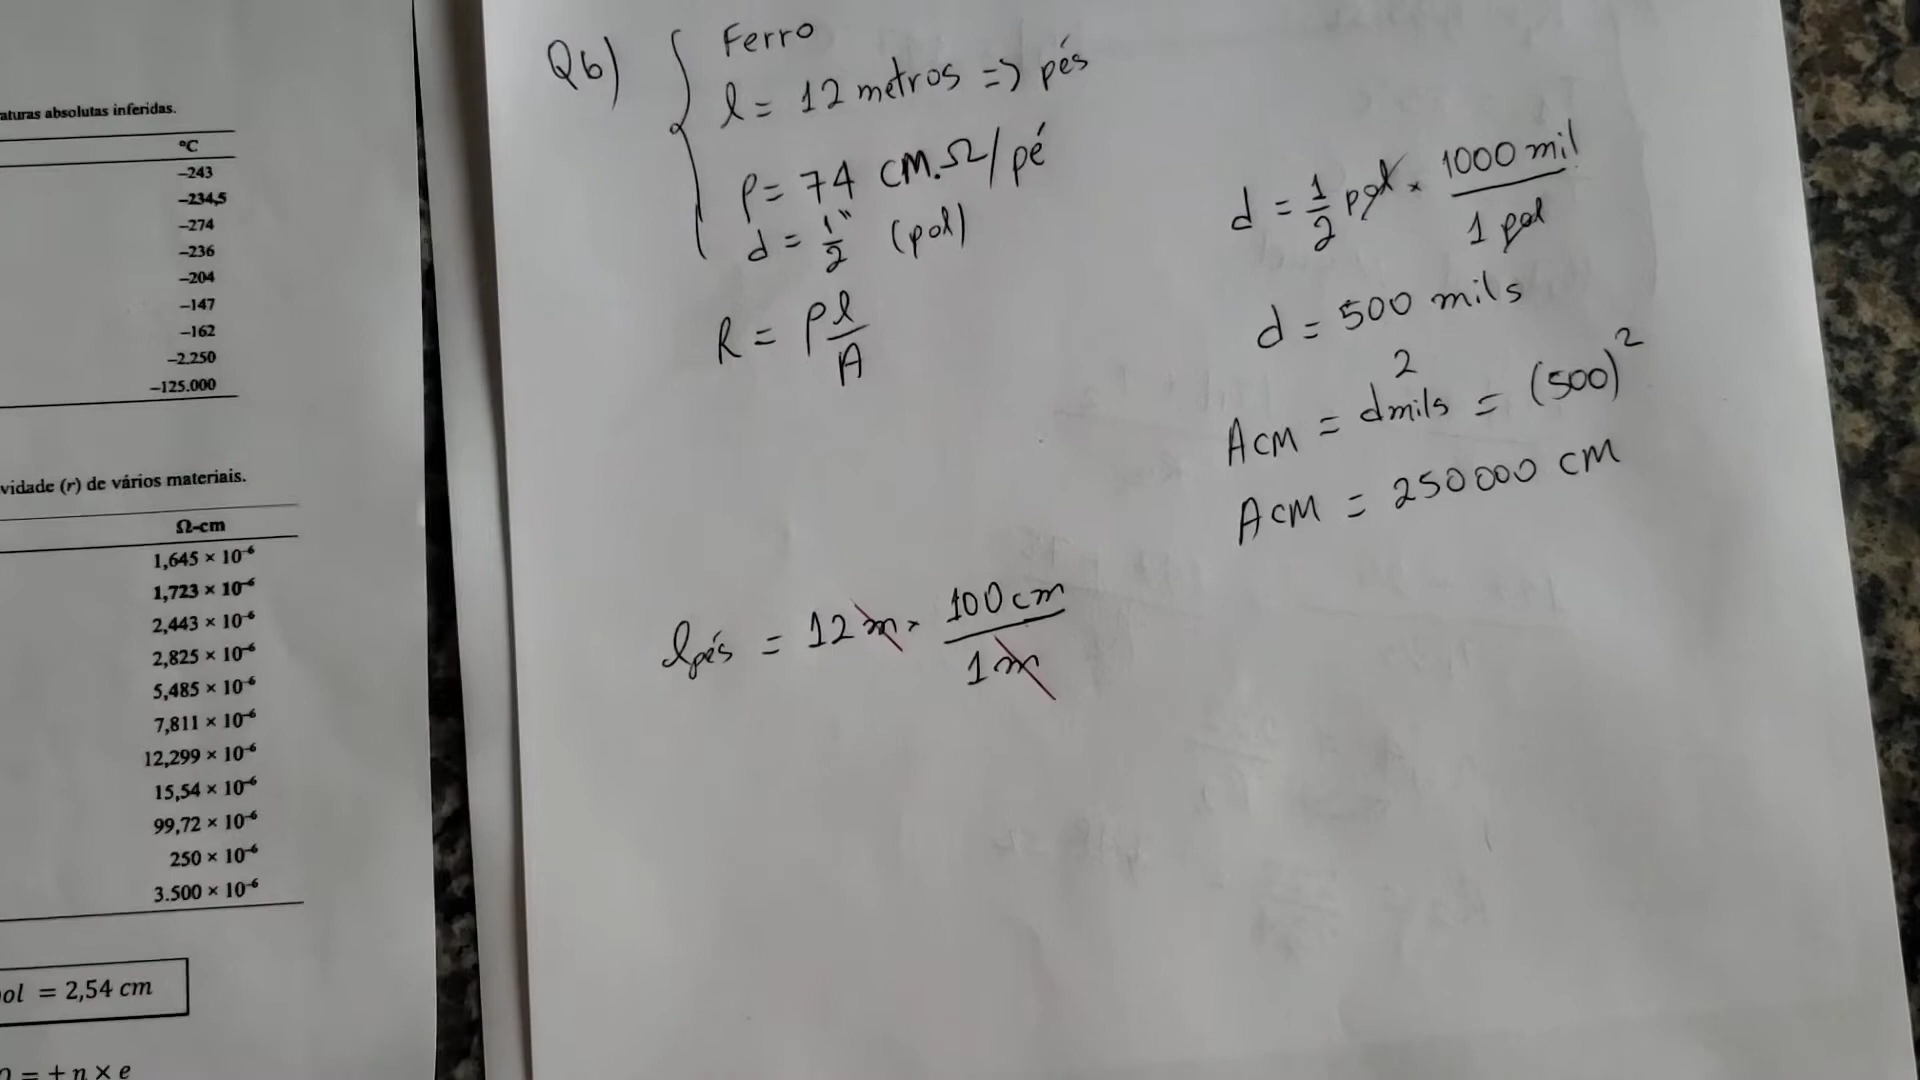 aturas absolutas inferidas.
°C
–243
–234,5
–274
–236
–204
–147
–162
–2.250
–125.000
vidade (r) de vários materiais.
Ω-cm
1,645 × 10⁻⁶
1,723 × 10⁻⁶
2,443 × 10⁻⁶
2,825 × 10⁻⁶
5,485 × 10⁻⁶
7,811 × 10⁻⁶
12,299 × 10⁻⁶
15,54 × 10⁻⁶
99,72 × 10⁻⁶
250 × 10⁻⁶
3.500 × 10⁻⁶
ol = 2,54 cm
= + n × e
Q6) { Ferro
l = 12 metros => pés
ρ = 74 CM.Ω/pé
d = 1/2" (pol)
R = ρ l/A
d = 1/2 pol × 1000 mil / 1 pol
d = 500 mils
ACM = d²mils = (500)²
ACM = 250000 CM
lpés = 12 m × 100 cm / 1 m